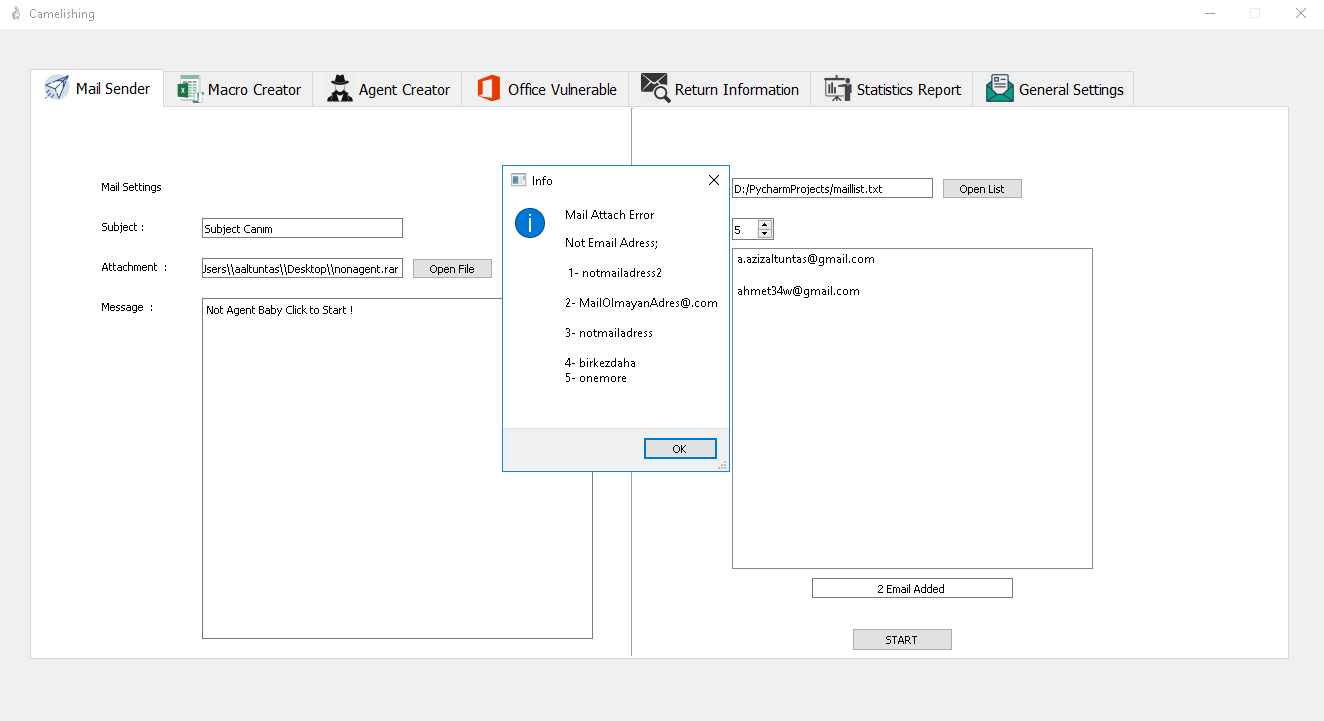 Camelishing
Mail Sender
Macro Creator
Agent Creator
Office Vulnerable
Return Information
Statistics Report
General Settings
Mail Settings
Subject :
Subject Canım
Attachment :
Jsers\\aaltuntas\\Desktop\\nonagent.rar
Open File
Message :
Not Agent Baby Click to Start !
Info
Mail Attach Error
Not Email Adress;
1- notmailadress2
2- MailOlmayanAdres@.com
3- notmailadress
4- birkezdaha
5- onemore
OK
D:/PycharmProjects/maillist.txt
Open List
5
a.azizaltuntas@gmail.com
ahmet34w@gmail.com
2 Email Added
START